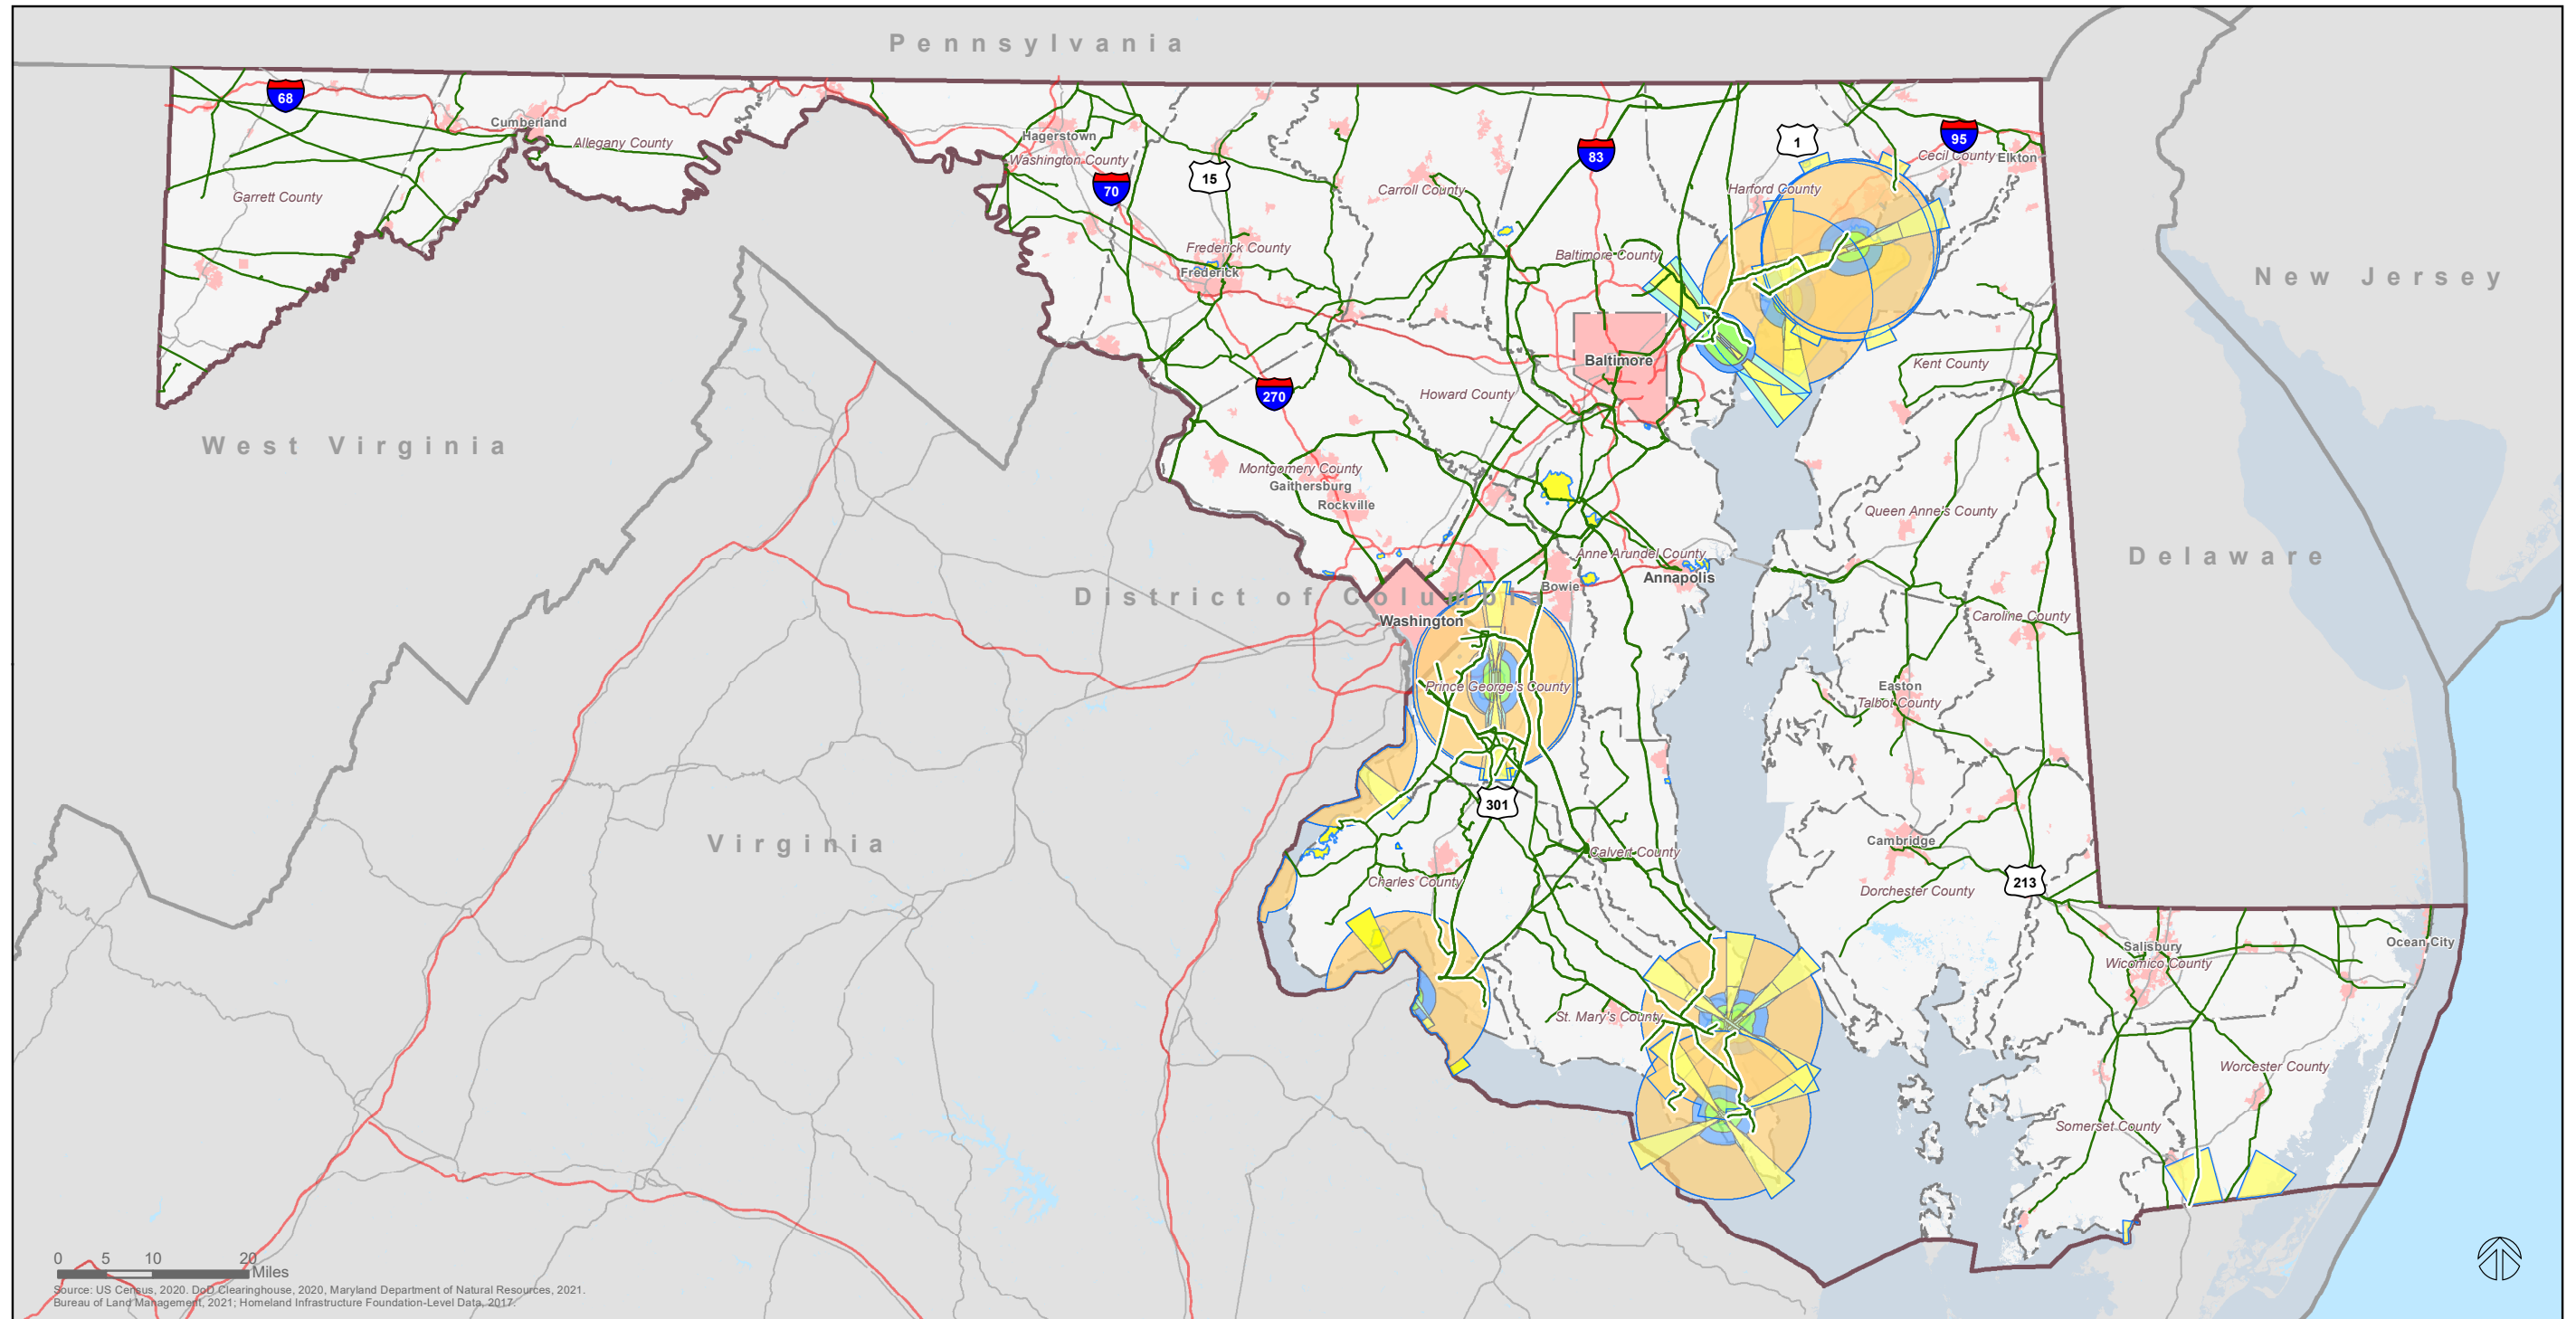 Pennsylvania
68
Cumberland
Allegany County
Garrett County
Hagerstown
Washington County
70
15
Frederick County
Frederick
Carroll County
83
Baltimore County
1
Harford County
95
Cecil County
Elkton
New Jersey
West Virginia
270
Howard County
Baltimore
Kent County
Montgomery County
Gaithersburg
Rockville
Queen Anne's County
Anne Arundel County
Annapolis
Delaware
District of Columbia
Bowie
Washington
Caroline County
Prince George's County
Easton
Talbot County
301
Virginia
Calvert County
Charles County
Cambridge
Dorchester County
213
Salisbury
Wicomico County
Ocean City
St. Mary's County
Worcester County
Somerset County
0 5 10 20
Miles
Source: US Census, 2020. DoD Clearinghouse, 2020, Maryland Department of Natural Resources, 2021.
Bureau of Land Management, 2021; Homeland Infrastructure Foundation-Level Data, 2017.